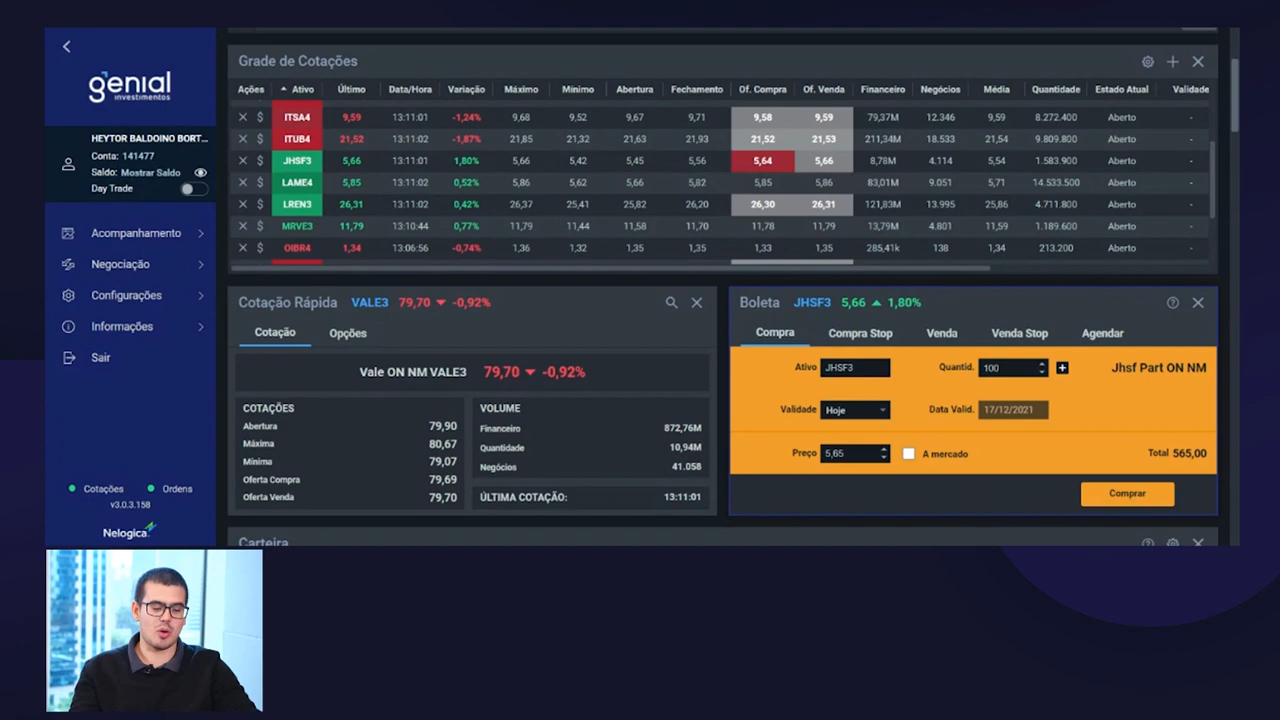 genial
investimentos
HEYTOR BALDOINO BORT...
Conta: 141477
Saldo: Mostrar Saldo
Day Trade
Acompanhamento
Negociação
Configurações
Informações
Sair
Cotações Ordens
v3.0.3.158
Nelogica
Grade de Cotações
Ações Ativo Último Data/Hora Variação Máximo Mínimo Abertura Fechamento Of. Compra Of. Venda Financeiro Negócios Média Quantidade Estado Atual Validade
ITSA4 9,59 13:11:01 -1,24% 9,68 9,52 9,67 9,71 9,58 9,59 79,37M 12.346 9,59 8.272.400 Aberto -
ITUB4 21,52 13:11:02 -1,87% 21,85 21,32 21,63 21,93 21,52 21,53 211,34M 18.533 21,54 9.809.800 Aberto -
JHSF3 5,66 13:11:01 1,80% 5,66 5,42 5,45 5,56 5,64 5,66 8,78M 4.114 5,54 1.583.900 Aberto -
LAME4 5,85 13:11:02 0,52% 5,86 5,62 5,66 5,82 5,85 5,86 83,01M 9.051 5,71 14.533.500 Aberto -
LREN3 26,31 13:11:02 0,42% 26,37 25,41 25,82 26,20 26,30 26,31 121,83M 13.995 25,86 4.711.800 Aberto -
MRVE3 11,79 13:10:44 0,77% 11,79 11,44 11,58 11,70 11,78 11,79 13,79M 4.801 11,59 1.189.600 Aberto -
OIBR4 1,34 13:06:56 -0,74% 1,36 1,32 1,35 1,35 1,33 1,35 285,41k 138 1,34 213.200 Aberto -
Cotação Rápida VALE3 79,70 -0,92%
Cotação Opções
Vale ON NM VALE3 79,70 -0,92%
COTAÇÕES
Abertura 79,90
Máxima 80,67
Mínima 79,07
Oferta Compra 79,69
Oferta Venda 79,70
VOLUME
Financeiro 872,76M
Quantidade 10,94M
Negócios 41.058
ÚLTIMA COTAÇÃO: 13:11:01
Boleta JHSF3 5,66 1,80%
Compra Compra Stop Venda Venda Stop Agendar
Ativo JHSF3 Quantid. 100 Jhsf Part ON NM
Validade Hoje Data Valid. 17/12/2021
Preço 5,65 A mercado Total 565,00
Comprar
Carteira